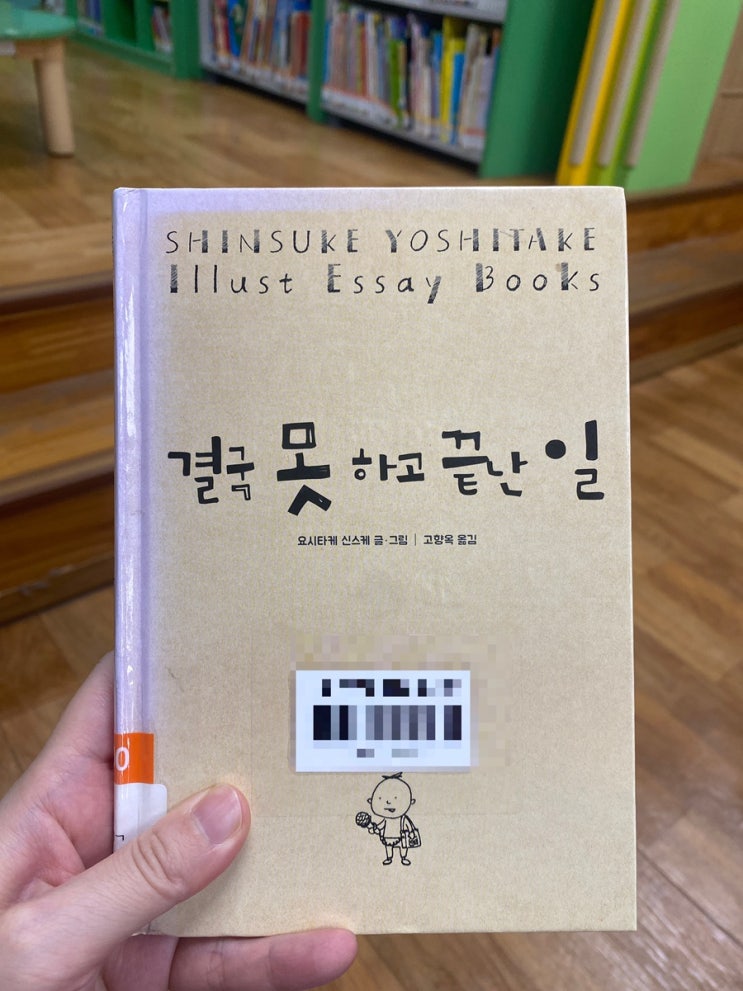 SHINSUKE YOSHITAKE
Illust Essay Books
결국 못 하고 끝난 일
요시타케 신스케 글·그림 | 고향옥 옮김
0